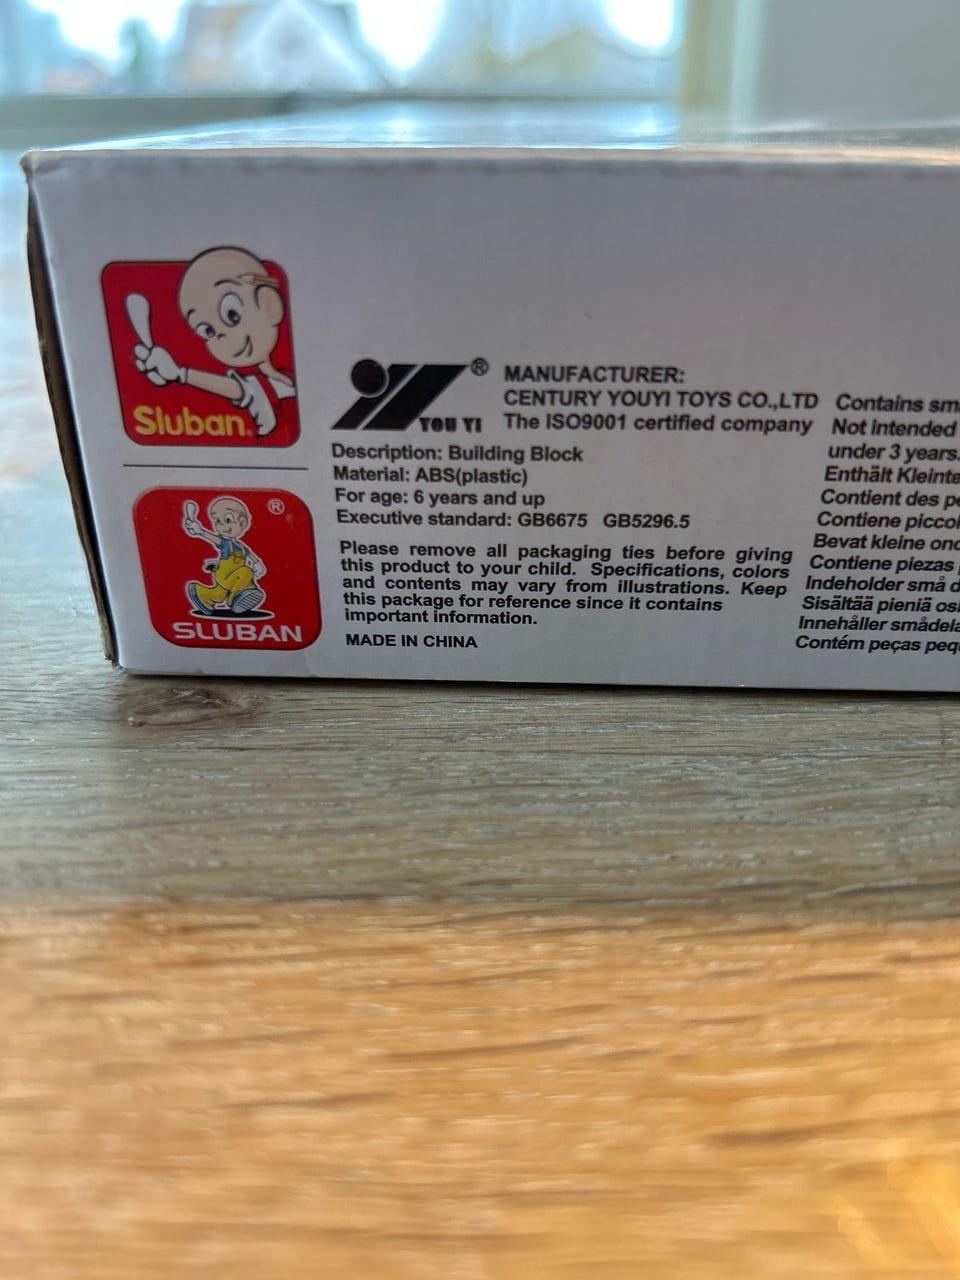 Sluban
®
SLUBAN
®
YOU YI
MANUFACTURER:
CENTURY YOUYI TOYS CO.,LTD
The ISO9001 certified company
Description: Building Block
Material: ABS(plastic)
For age: 6 years and up
Executive standard: GB6675 GB5296.5
Please remove all packaging ties before giving
this product to your child. Specifications, colors
and contents may vary from illustrations. Keep
this package for reference since it contains
important information.
MADE IN CHINA
Contains
Not intended
under 3 years.
Enthält
Contient des
Contiene
Bevat kleine
Contiene piezas
Indeholder små
Sisältää pieniä
Innehåller
Contém peças